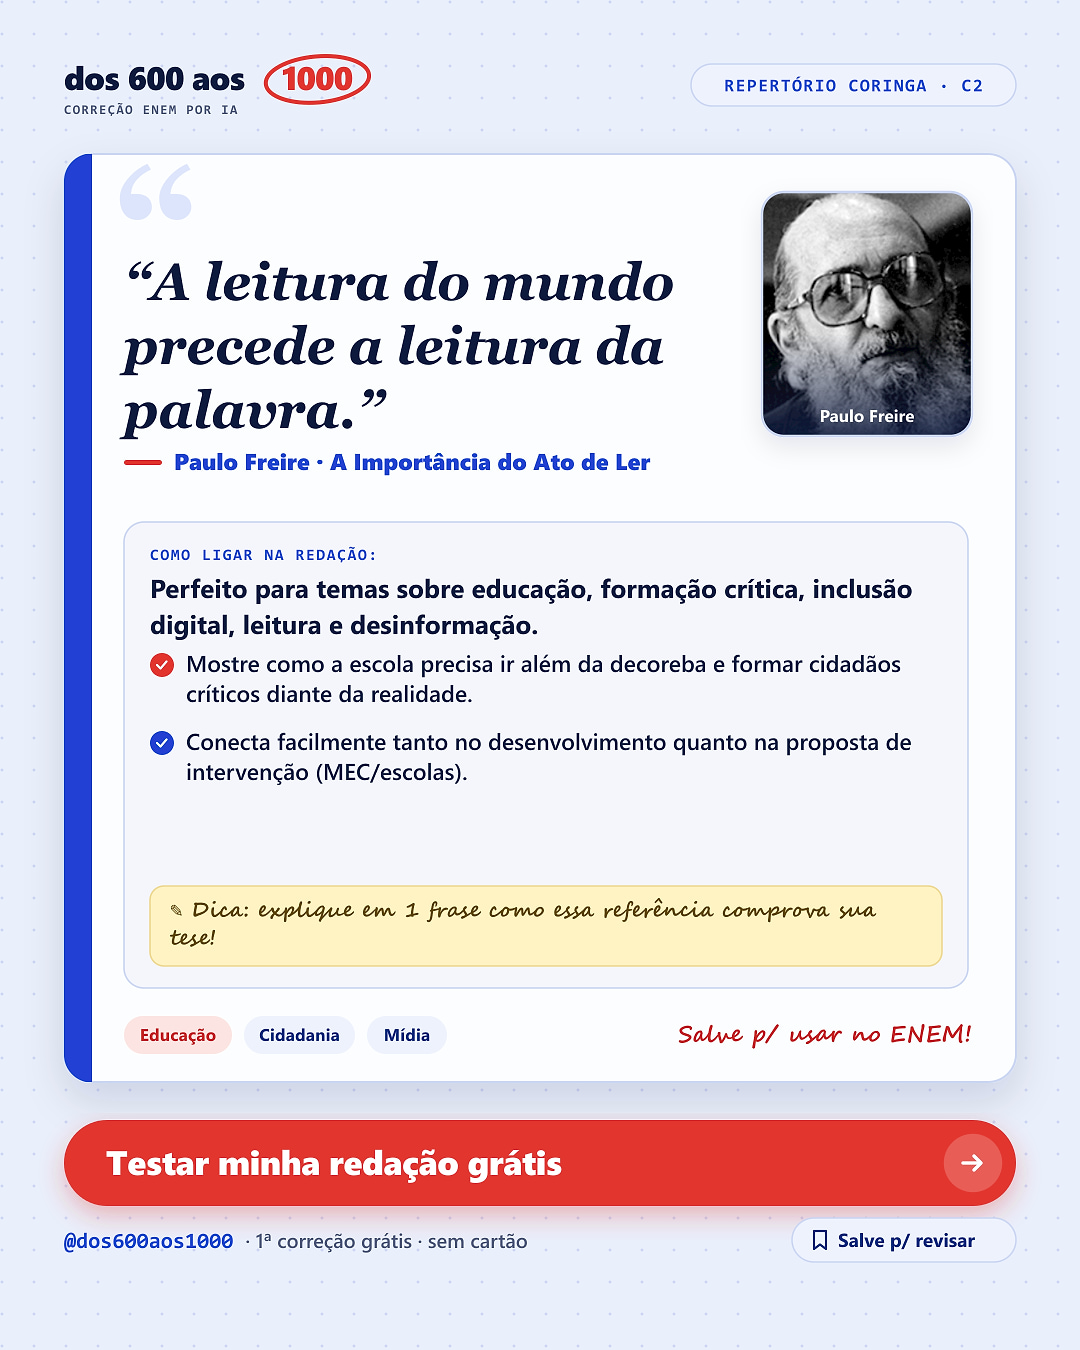 dos 600 aos 1000
CORREÇÃO ENEM POR IA
REPERTÓRIO CORINGA · C2
“
“A leitura do mundo
precede a leitura da
palavra.”
Paulo Freire · A Importância do Ato de Ler
Paulo Freire
COMO LIGAR NA REDAÇÃO:
Perfeito para temas sobre educação, formação crítica, inclusão
digital, leitura e desinformação.
Mostre como a escola precisa ir além da decoreba e formar cidadãos
críticos diante da realidade.
Conecta facilmente tanto no desenvolvimento quanto na proposta de
intervenção (MEC/escolas).
✎ Dica: explique em 1 frase como essa referência comprova sua
tese!
Educação Cidadania Mídia
Salve p/ usar no ENEM!
Testar minha redação grátis →
@dos600aos1000 · 1ª correção grátis · sem cartão
Salve p/ revisar